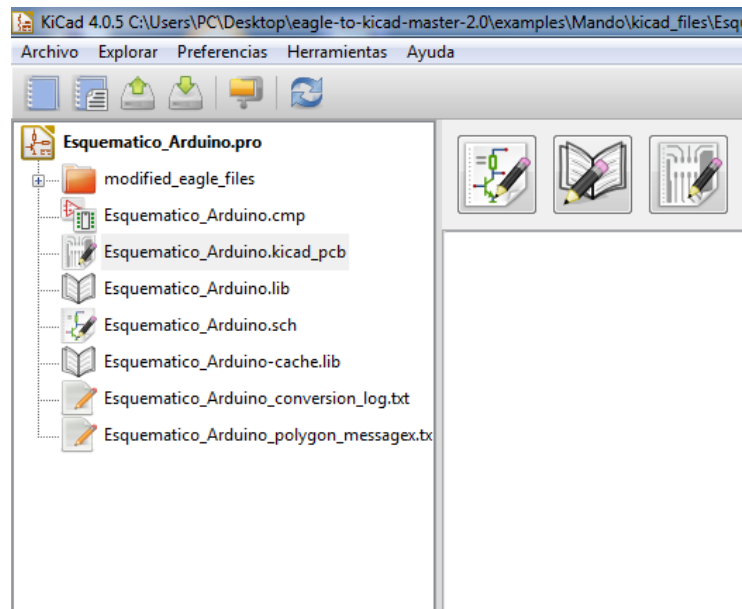 KiCad 4.0.5 C:\Users\PC\Desktop\eagle-to-kicad-master-2.0\examples\Mando\kicad_files\Esqu
Archivo Explorar Preferencias Herramientas Ayuda
Esquematico_Arduino.pro
modified_eagle_files
Esquematico_Arduino.cmp
Esquematico_Arduino.kicad_pcb
Esquematico_Arduino.lib
Esquematico_Arduino.sch
Esquematico_Arduino-cache.lib
Esquematico_Arduino_conversion_log.txt
Esquematico_Arduino_polygon_messagex.tx